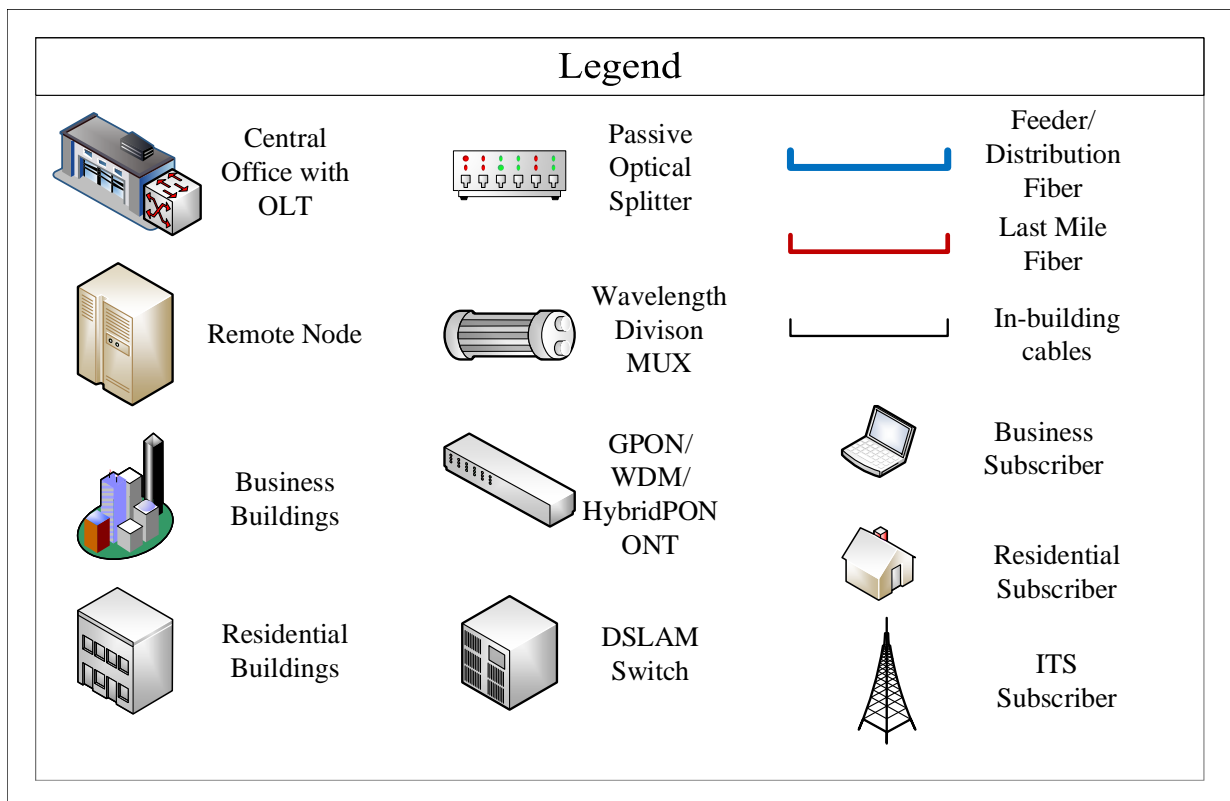 Legend
Central
Office with
OLT
Remote Node
Business
Buildings
Residential
Buildings
Passive
Optical
Splitter
Wavelength
Divison
MUX
GPON/
WDM/
HybridPON
ONT
DSLAM
Switch
Feeder/
Distribution
Fiber
Last Mile
Fiber
In-building
cables
Business
Subscriber
Residential
Subscriber
ITS
Subscriber